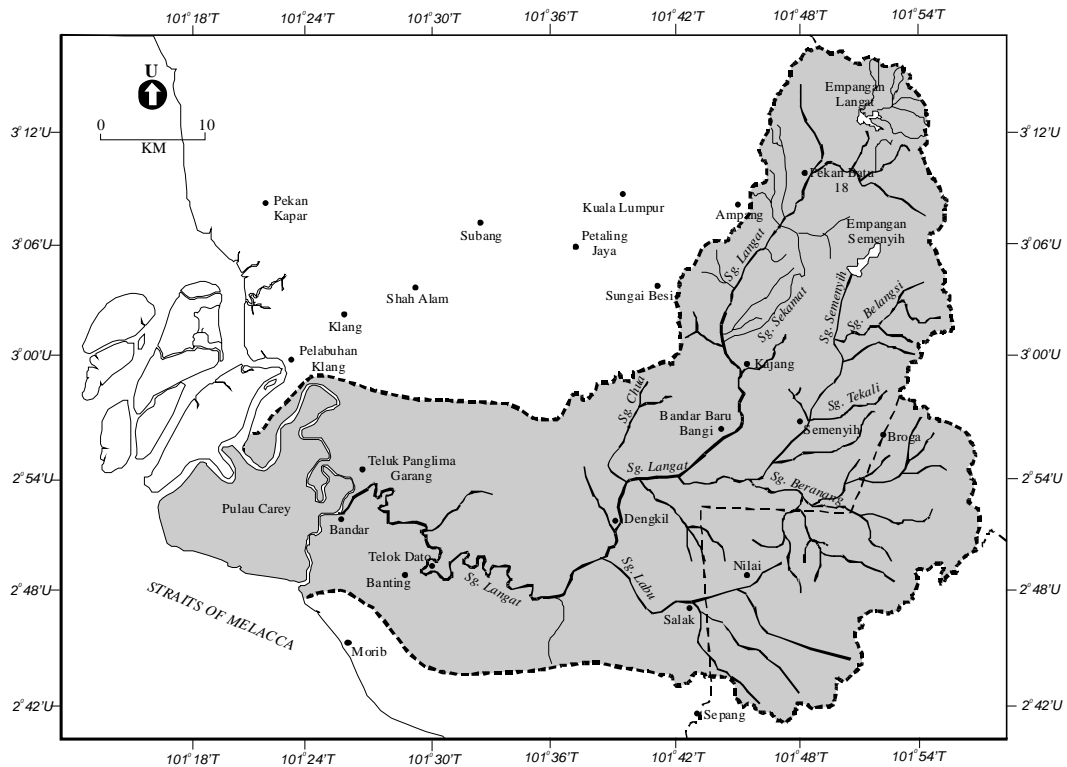 101°18'T 101°24'T 101°30'T 101°36'T 101°42'T 101°48'T 101°54'T
U
0 10
KM
3°12'U
3°12'U
Empangan
Langat
Pekan Batu
18
Pekan
Kapar
Kuala Lumpur
Ampang
Subang
Petaling
Jaya
Empangan
Semenyih
3°06'U
3°06'U
Sg. Langat
Shah Alam
Sungai Besi
Sg. Sekamat
Sg. Semenyih
Sg. Belangsi
Klang
Pelabuhan
Klang
3°00'U
3°00'U
Kajang
Sg. Chua
Sg. Tekali
Bandar Baru
Bangi
Semenyih
Broga
Teluk Panglima
Garang
Sg. Langat
2°54'U
2°54'U
Sg. Beranang
Pulau Carey
Bandar
Dengkil
Telok Dato
Banting
Sg. Langat
Sg. Labu
Nilai
2°48'U
2°48'U
STRAITS OF MELACCA
Salak
Morib
Sepang
2°42'U
2°42'U
101°18'T 101°24'T 101°30'T 101°36'T 101°42'T 101°48'T 101°54'T